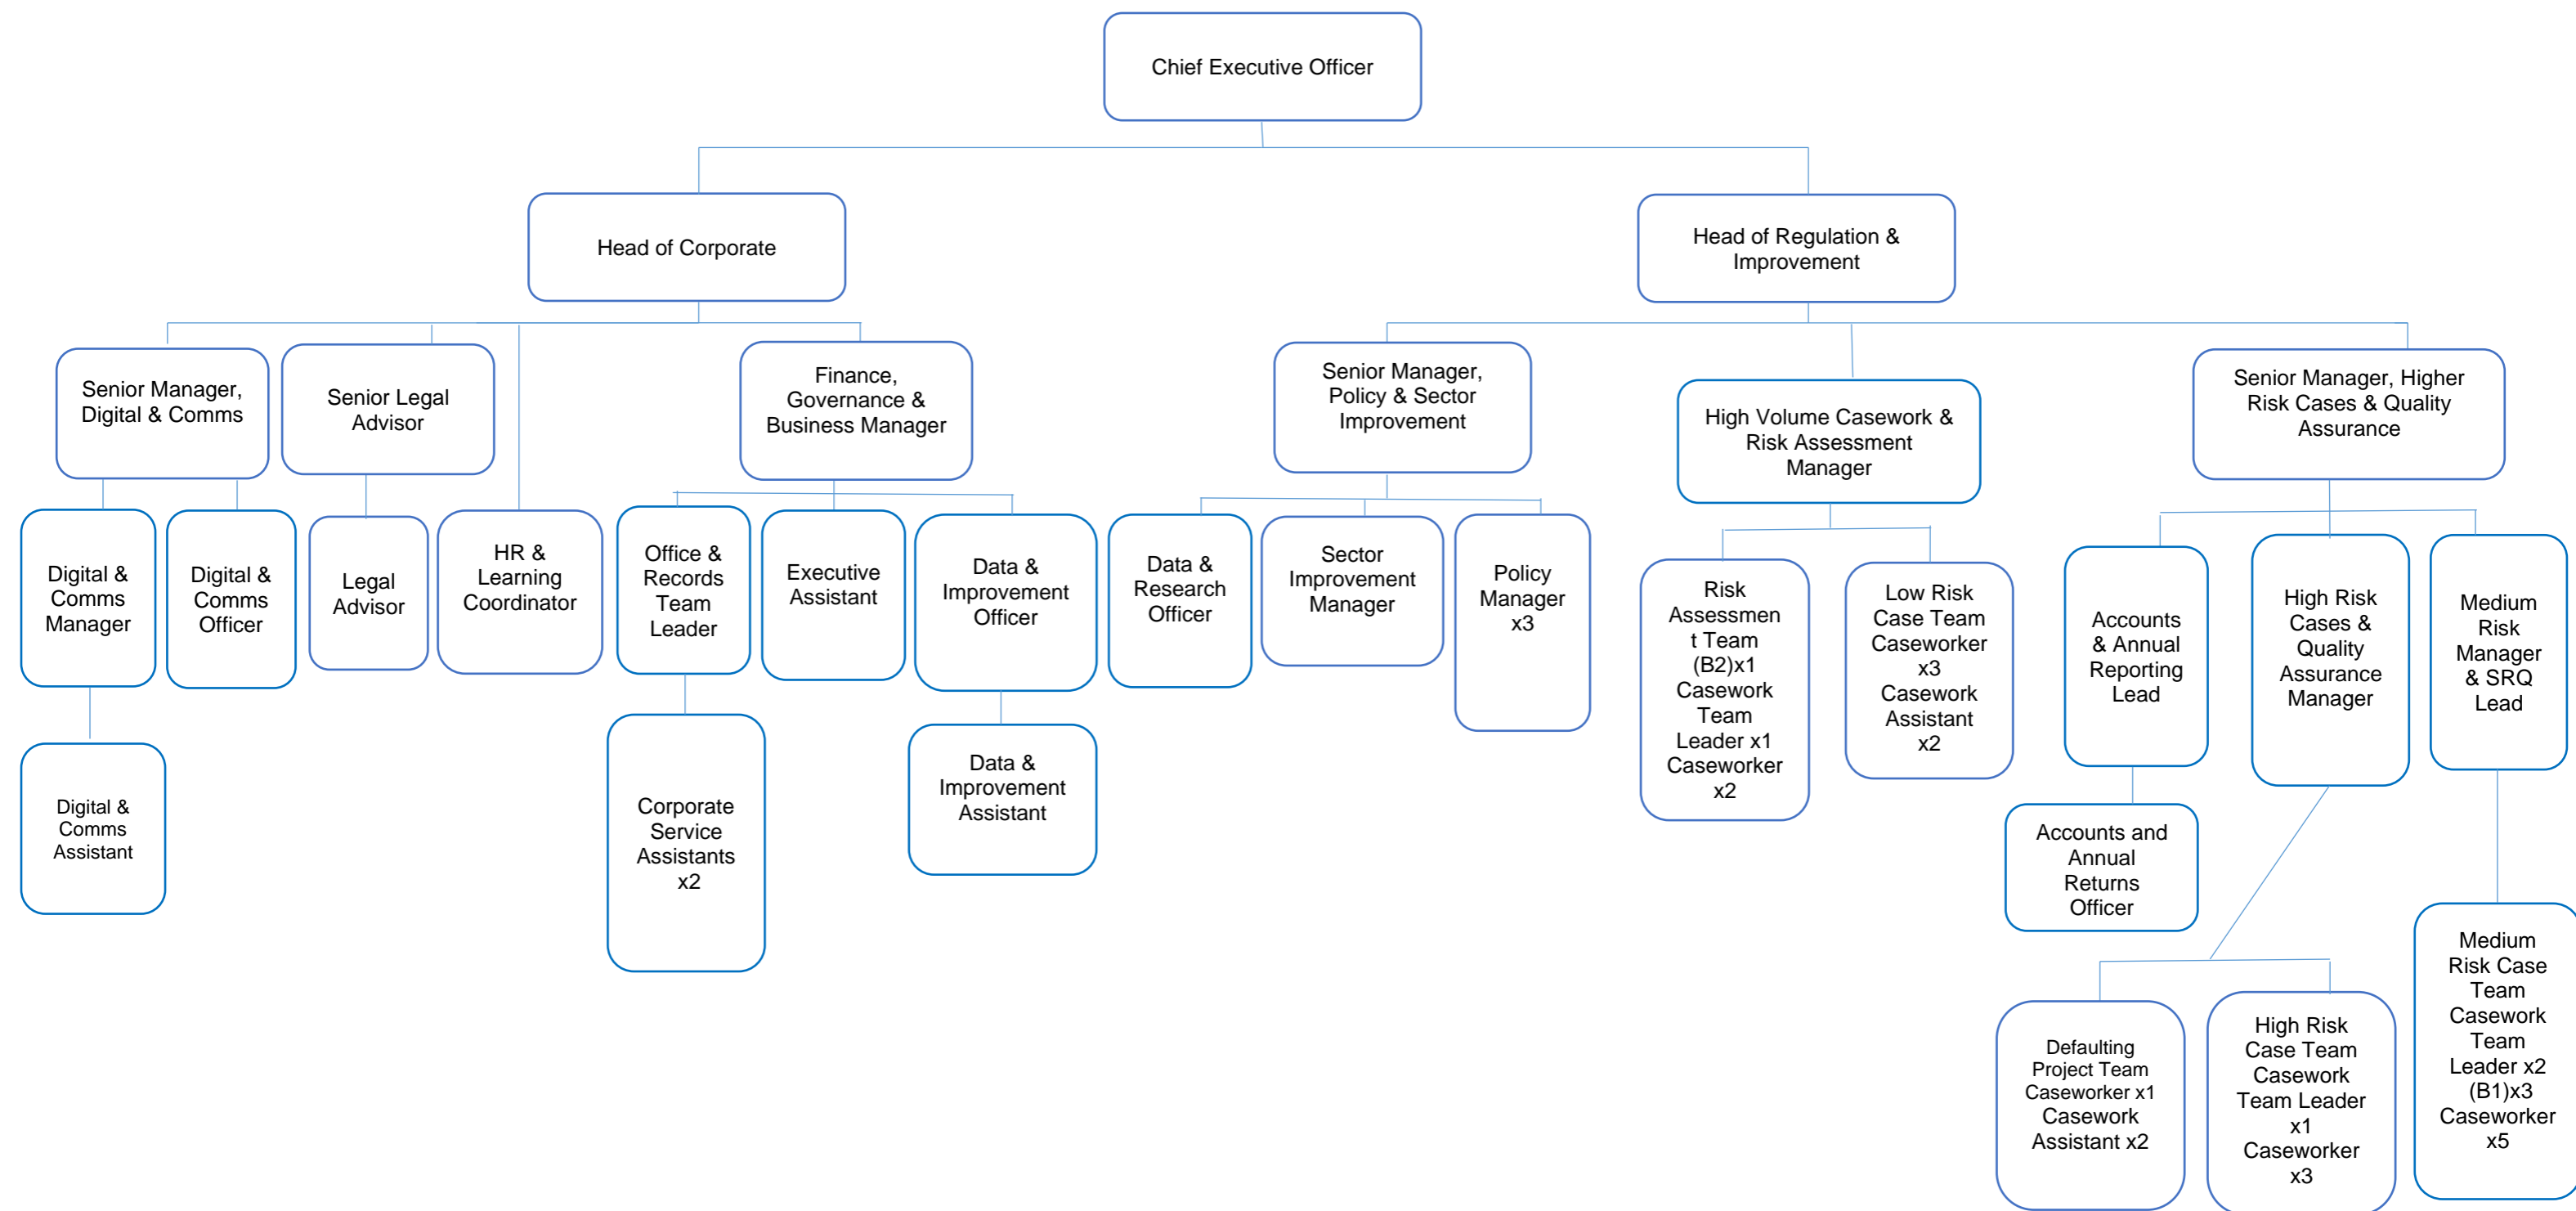 Chief Executive Officer
Head of Corporate
Head of Regulation &
Improvement
Senior Manager,
Digital & Comms
Senior Legal
Advisor
Finance,
Governance &
Business Manager
Senior Manager,
Policy & Sector
Improvement
High Volume Casework &
Risk Assessment
Manager
Senior Manager, Higher
Risk Cases & Quality
Assurance
Digital &
Comms
Manager
Digital &
Comms
Officer
Legal
Advisor
HR &
Learning
Coordinator
Office &
Records
Team
Leader
Executive
Assistant
Data &
Improvement
Officer
Data &
Research
Officer
Sector
Improvement
Manager
Policy
Manager
x3
Risk
Assessmen
t Team
(B2)x1
Casework
Team
Leader x1
Caseworker
x2
Low Risk
Case Team
Caseworker
x3
Casework
Assistant
x2
Accounts
& Annual
Reporting
Lead
High Risk
Cases &
Quality
Assurance
Manager
Medium
Risk
Manager
& SRQ
Lead
Digital &
Comms
Assistant
Corporate
Service
Assistants
x2
Data &
Improvement
Assistant
Accounts and
Annual
Returns
Officer
Defaulting
Project Team
Caseworker x1
Casework
Assistant x2
High Risk
Case Team
Casework
Team Leader
x1
Caseworker
x3
Medium
Risk Case
Team
Casework
Team
Leader x2
(B1)x3
Caseworker
x5